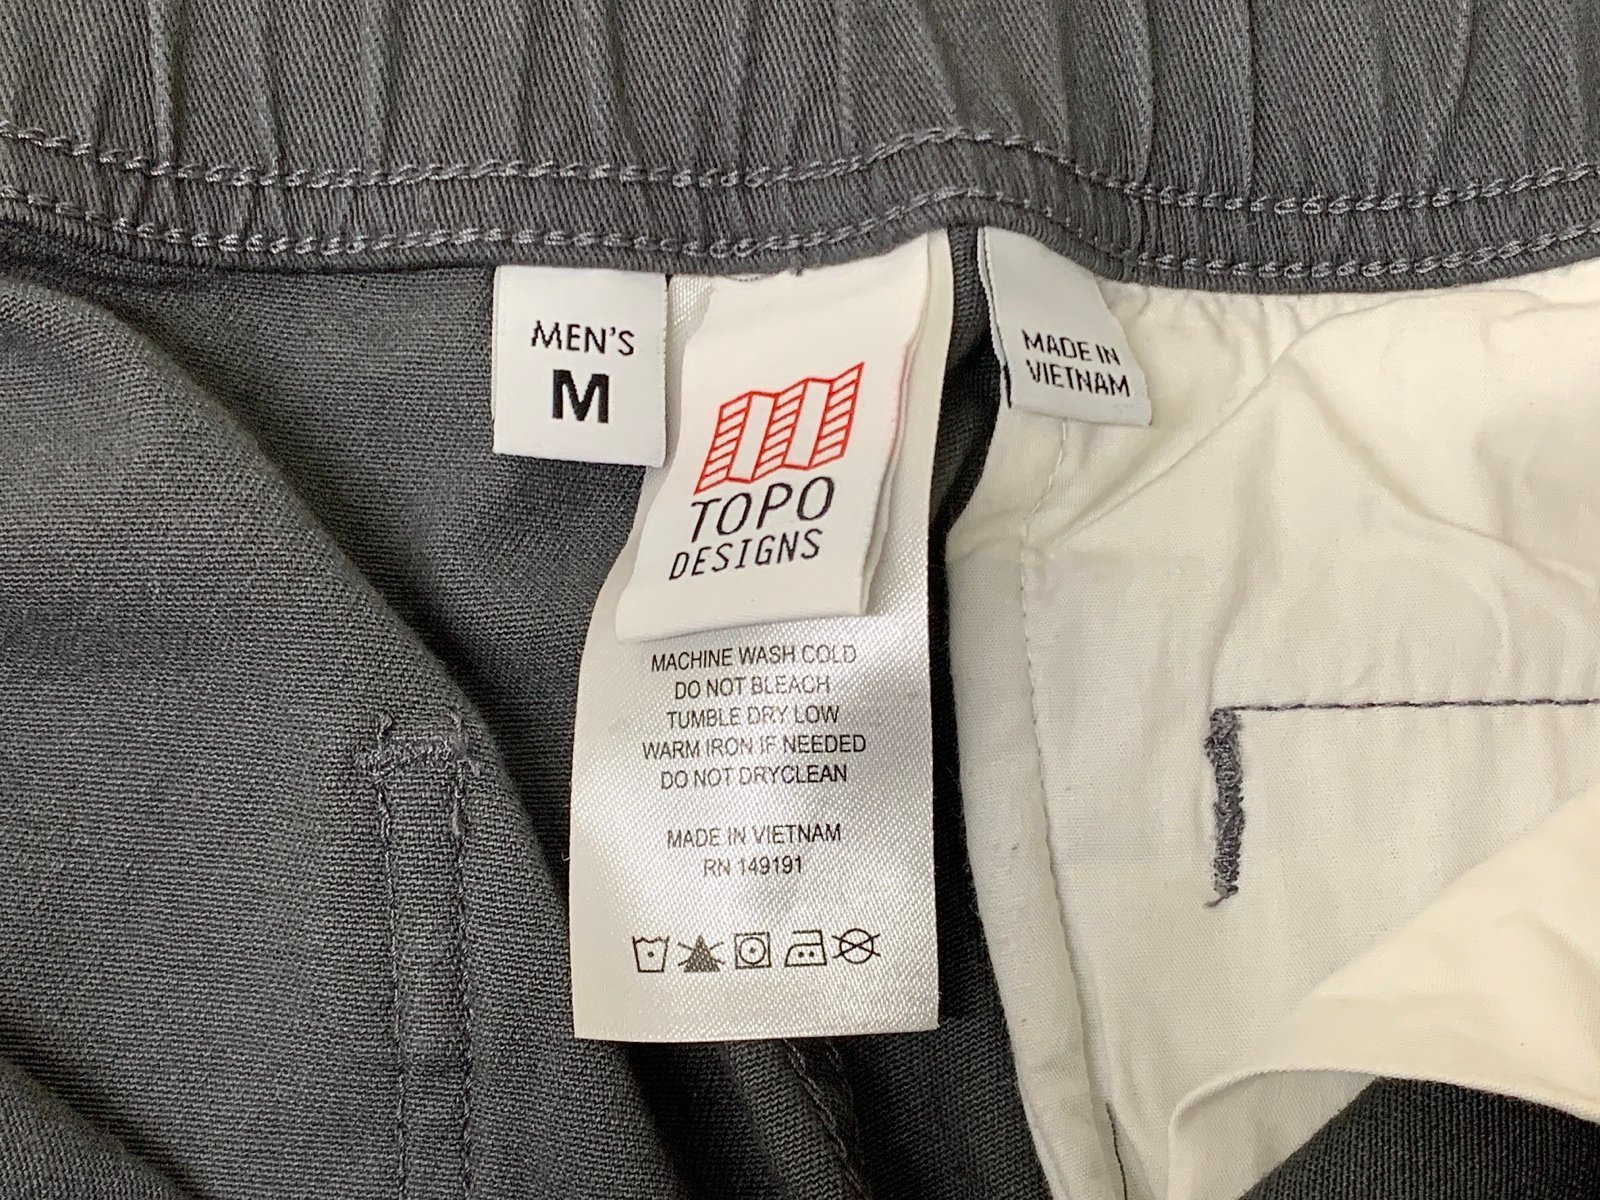 MEN'S
M
TOPO
DESIGNS
MADE IN
VIETNAM
MACHINE WASH COLD
DO NOT BLEACH
TUMBLE DRY LOW
WARM IRON IF NEEDED
DO NOT DRYCLEAN
MADE IN VIETNAM
RN 149191